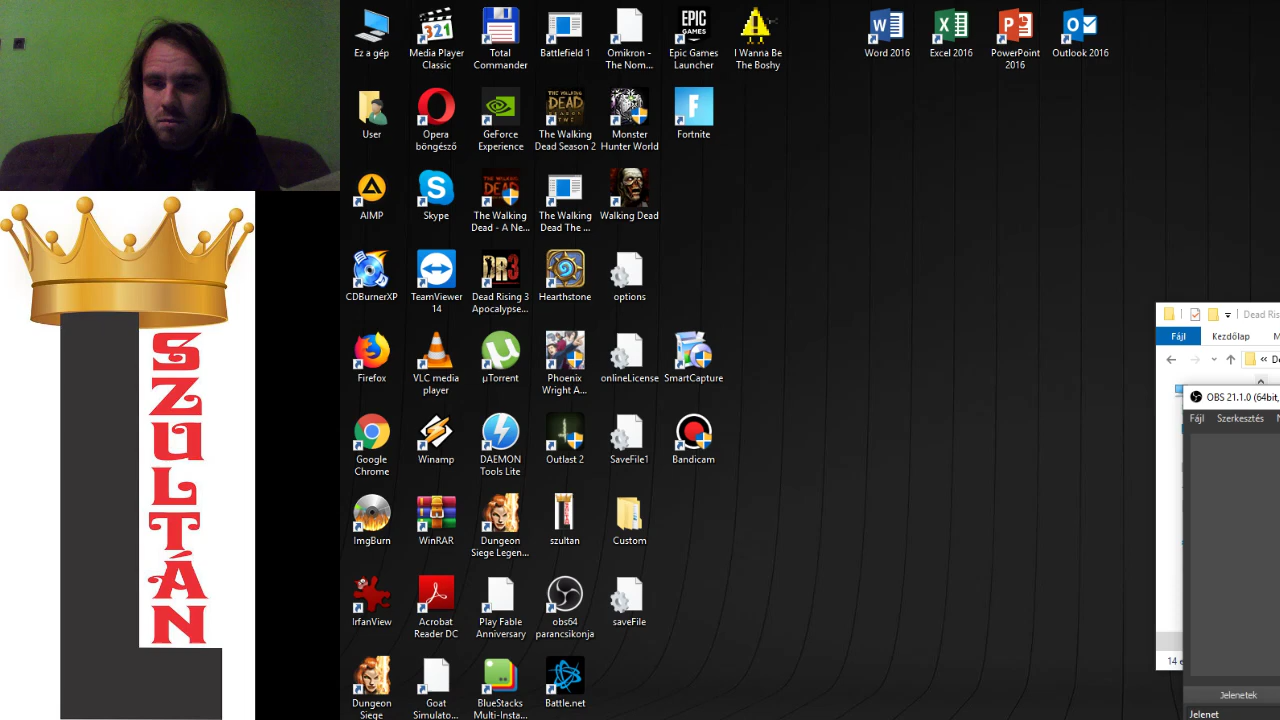 SZULTÁN
Ez a gép
Media Player
Classic
Total
Commander
Battlefield 1
Omikron -
The Nom...
EPIC
GAMES
Epic Games
Launcher
I Wanna Be
The Boshy
Word 2016
Excel 2016
PowerPoint
2016
Outlook 2016
User
Opera
böngésző
GeForce
Experience
The Walking
Dead Season 2
Monster
Hunter World
Fortnite
AIMP
Skype
The Walking
Dead - A Ne...
The Walking
Dead The ...
Walking Dead
CDBurnerXP
TeamViewer
14
DR3
Dead Rising 3
Apocalypse...
Hearthstone
options
Firefox
VLC media
player
µTorrent
Phoenix
Wright A...
onlineLicense
SmartCapture
Google
Chrome
Winamp
DAEMON
Tools Lite
Outlast 2
SaveFile1
Bandicam
ImgBurn
WinRAR
Dungeon
Siege Legen...
szultan
Custom
IrfanView
Acrobat
Reader DC
Play Fable
Anniversary
obs64
parancsikonja
saveFile
Dungeon
Siege
Goat
Simulato...
BlueStacks
Multi-Insta...
Battle.net
Dead Ris
Fájl
Kezdőlap
OBS 21.1.0 (64bit,
Fájl
Szerkesztés
14 e
Jelenetek
Jelenet